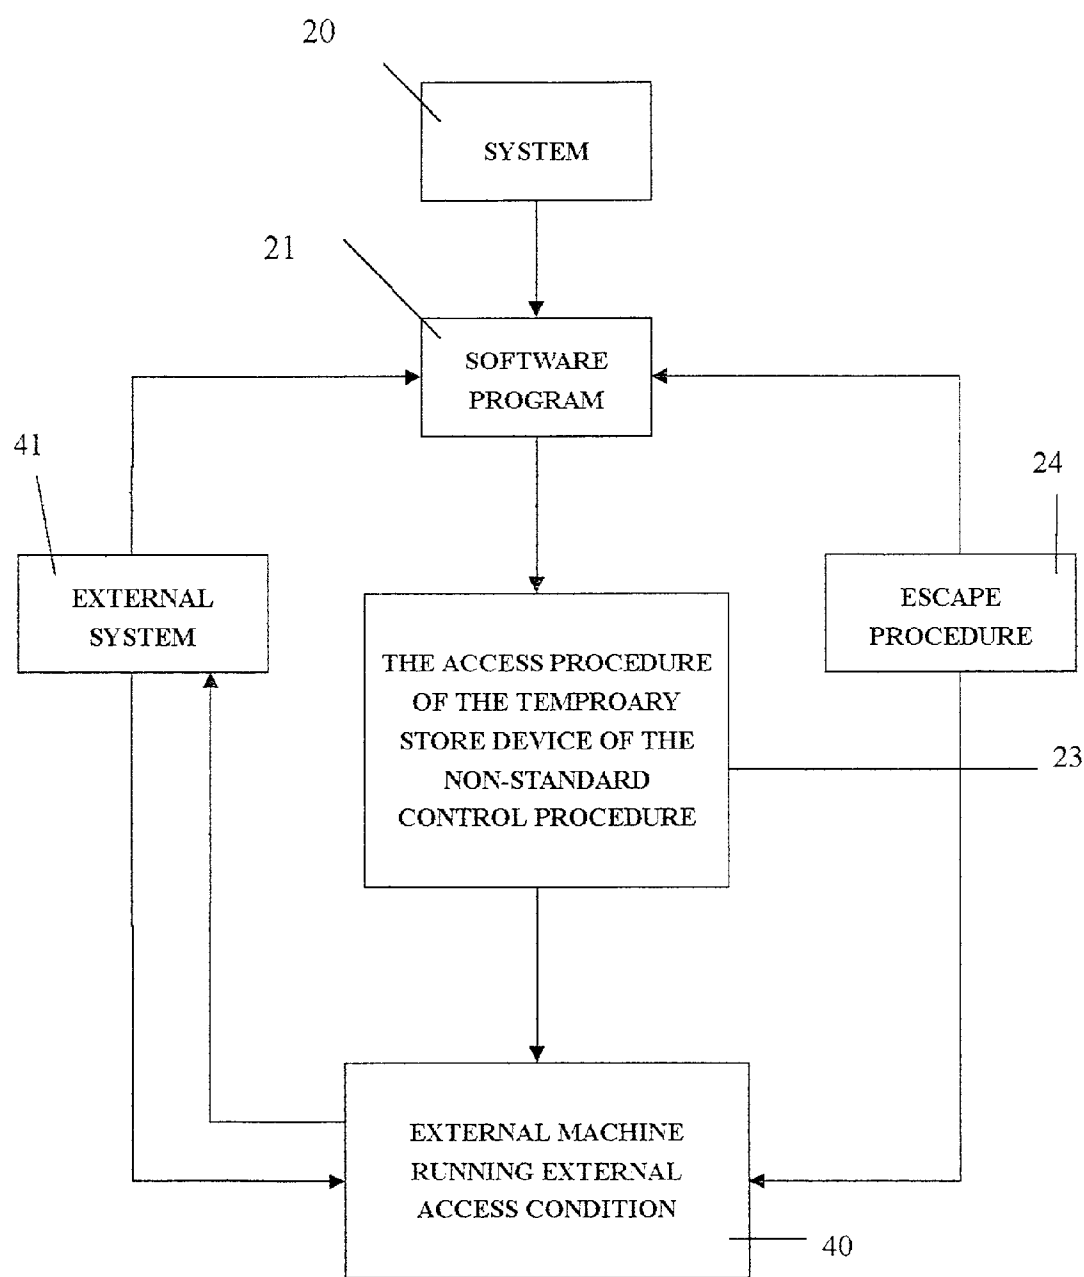 20
SYSTEM
21
SOFTWARE
PROGRAM
41
EXTERNAL
SYSTEM
24
ESCAPE
PROCEDURE
THE ACCESS PROCEDURE
OF THE TEMPROARY
STORE DEVICE OF THE
NON-STANDARD
CONTROL PROCEDURE
23
EXTERNAL MACHINE
RUNNING EXTERNAL
ACCESS CONDITION
40